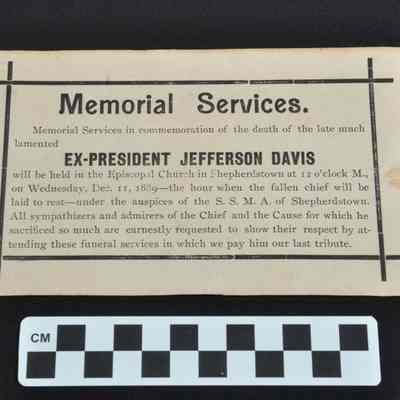 Memorial Services.
Memorial Services in commemoration of the death of the late much
lamented
EX-PRESIDENT JEFFERSON DAVIS
will be held in the Episcopal Church in Shepherdstown at 12 o'clock M.,
on Wednesday, Dec. 11, 1889—the hour when the fallen chief will be
laid to rest—under the auspices of the S. S. M. A. of Shepherdstown.
All sympathizers and admirers of the Chief and the Cause for which he
sacrificed so much are earnestly requested to show their respect by at-
tending these funeral services in which we pay him our last tribute.
CM